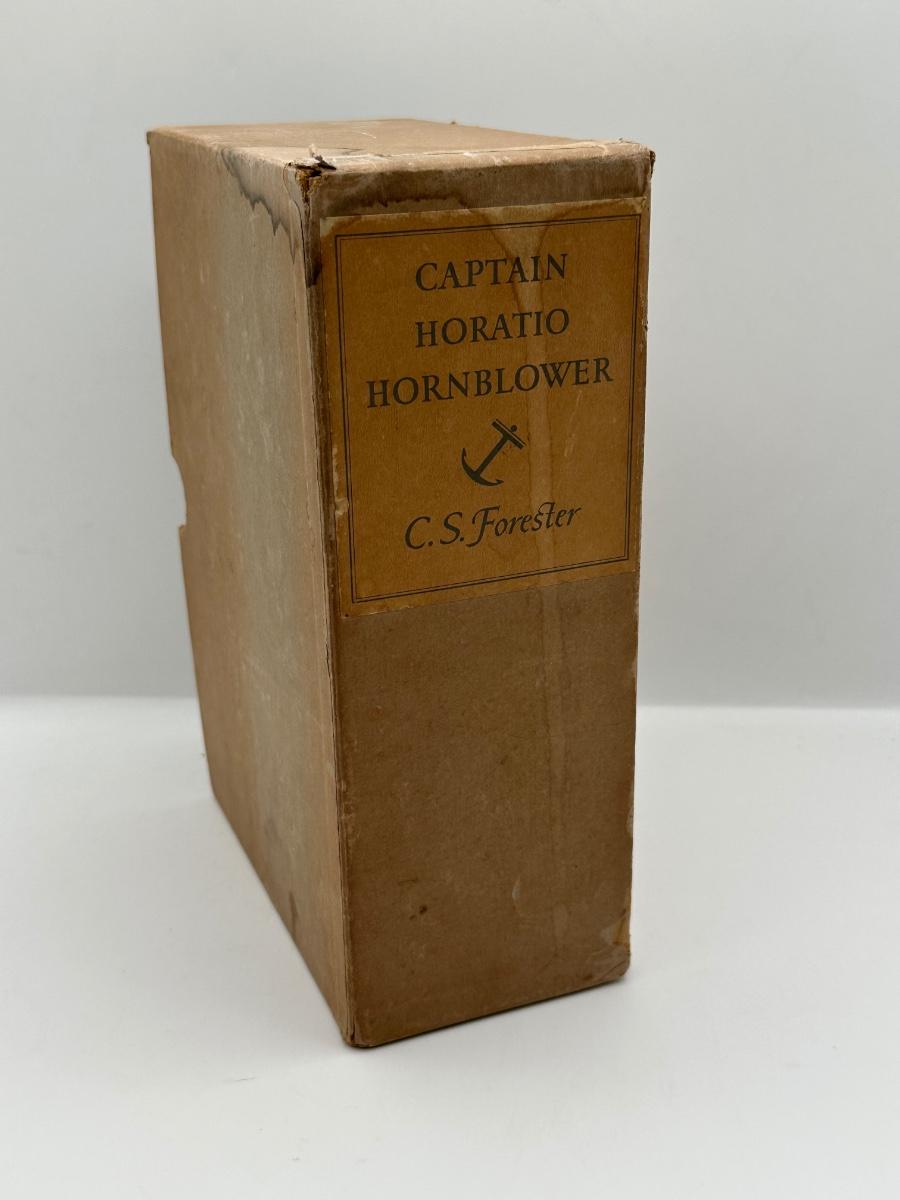 CAPTAIN
HORATIO
HORNBLOWER
C. S. Forester